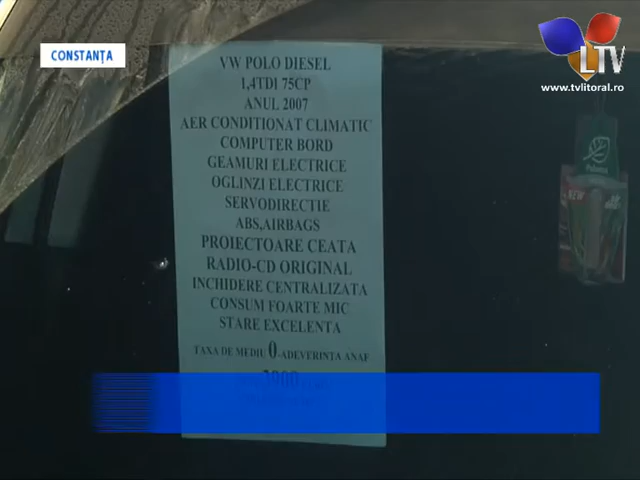 CONSTANȚA
LTV
www.tvlitoral.ro
VW POLO DIESEL
1,4TDI 75CP
ANUL 2007
AER CONDITIONAT CLIMATIC
COMPUTER BORD
GEAMURI ELECTRICE
OGLINZI ELECTRICE
SERVODIRECTIE
ABS,AIRBAGS
PROIECTOARE CEATA
RADIO-CD ORIGINAL
INCHIDERE CENTRALIZATA
CONSUM FOARTE MIC
STARE EXCELENTA
TAXA DE MEDIU 0-ADEVERINTA ANAF
NEW